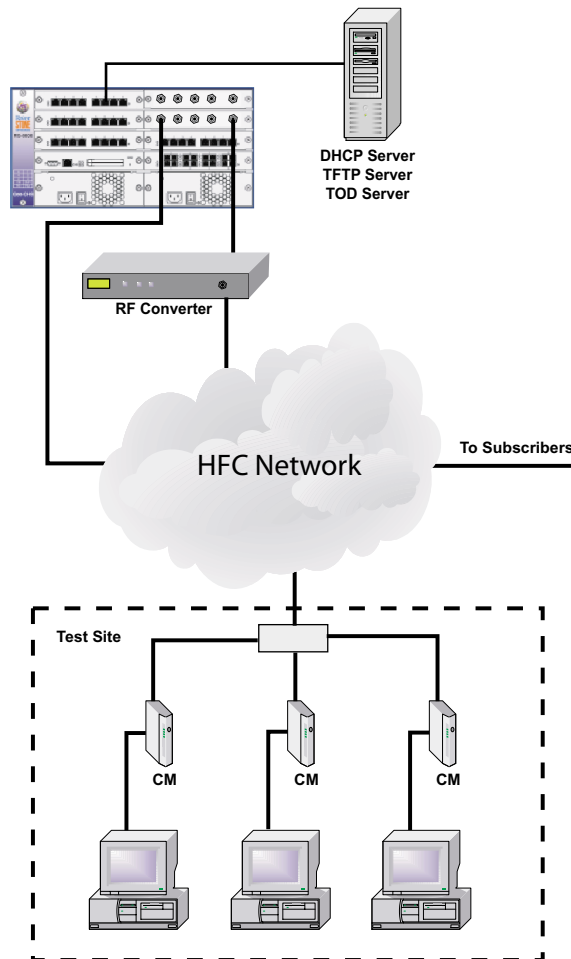 DHCP Server
TFTP Server
TOD Server
RF Converter
HFC Network
To Subscribers
Test Site
CM
CM
CM